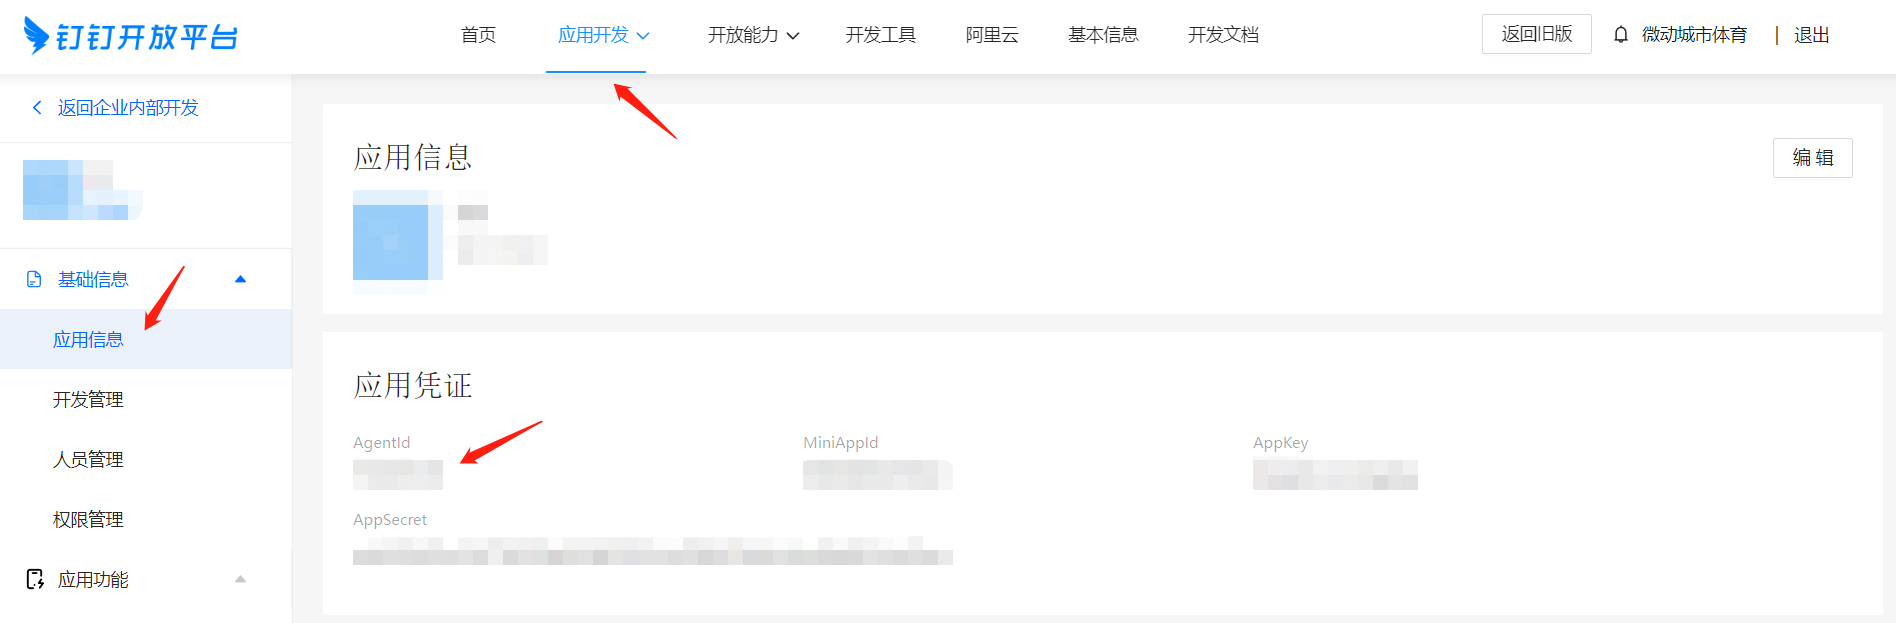 钉钉开放平台
首页 应用开发 开放能力 开发工具 阿里云 基本信息 开发文档 返回旧版 微动城市体育 | 退出
返回企业内部开发
基础信息
应用信息
开发管理
人员管理
权限管理
应用功能
应用信息
编 辑
应用凭证
AgentId MiniAppId AppKey
AppSecret